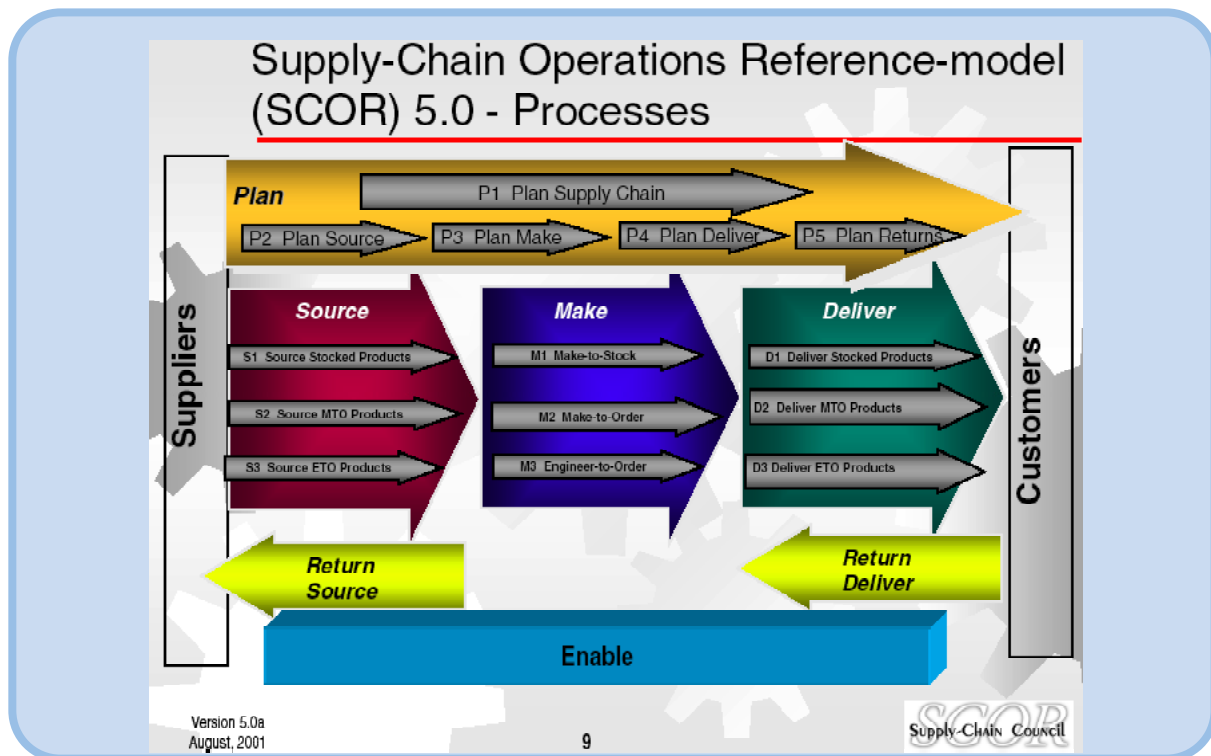 Supply-Chain Operations Reference-model
(SCOR) 5.0 - Processes
Suppliers
Customers
Plan
P1 Plan Supply Chain
P2 Plan Source
P3 Plan Make
P4 Plan Deliver
P5 Plan Returns
Source
S1 Source Stocked Products
S2 Source MTO Products
S3 Source ETO Products
Make
M1 Make-to-Stock
M2 Make-to-Order
M3 Engineer-to-Order
Deliver
D1 Deliver Stocked Products
D2 Deliver MTO Products
D3 Deliver ETO Products
Return
Source
Return
Deliver
Enable
Version 5.0a
August, 2001
9
SCOR
Supply-Chain Council